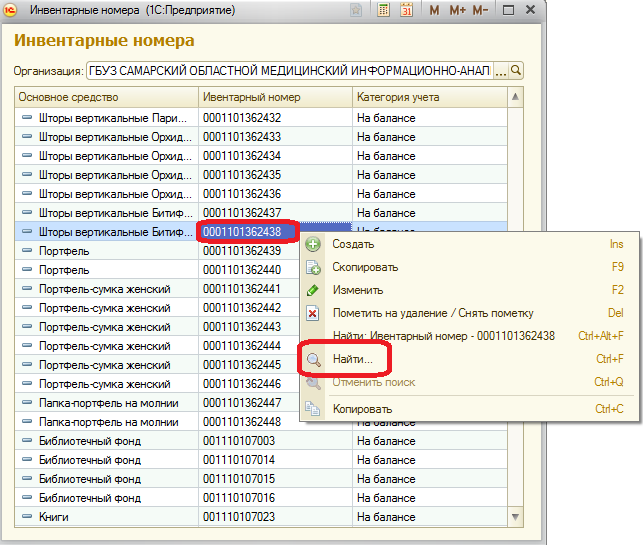 Инвентарные номера (1С:Предприятие)
M M+ M-
Инвентарные номера
Организация: ГБУЗ САМАРСКИЙ ОБЛАСТНОЙ МЕДИЦИНСКИЙ ИНФОРМАЦИОННО-АНАЛ ...
Основное средство Ивентарный номер Категория учета
Шторы вертикальные Пари... 0001101362432 На балансе
Шторы вертикальные Орхид... 0001101362433 На балансе
Шторы вертикальные Орхид... 0001101362434 На балансе
Шторы вертикальные Орхид... 0001101362435 На балансе
Шторы вертикальные Орхид... 0001101362436 На балансе
Шторы вертикальные Битиф... 0001101362437 На балансе
Шторы вертикальные Битиф... 0001101362438 На балансе
Портфель 0001101362439
Портфель 0001101362440
Портфель-сумка женский 0001101362441
Портфель-сумка женский 0001101362442
Портфель-сумка женский 0001101362443
Портфель-сумка женский 0001101362444
Портфель-сумка женский 0001101362445
Портфель-сумка женский 0001101362446
Папка-портфель на молнии 0001101362447
Папка-портфель на молнии 0001101362448 На балансе
Библиотечный фонд 001110107003 На балансе
Библиотечный фонд 001110107014 На балансе
Библиотечный фонд 001110107015 На балансе
Библиотечный фонд 001110107016 На балансе
Книги 001110107023 На балансе
Создать Ins
Скопировать F9
Изменить F2
Пометить на удаление / Снять пометку Del
Найти: Ивентарный номер - 0001101362438 Ctrl+Alt+F
Найти... Ctrl+F
Отменить поиск Ctrl+Q
Копировать Ctrl+C